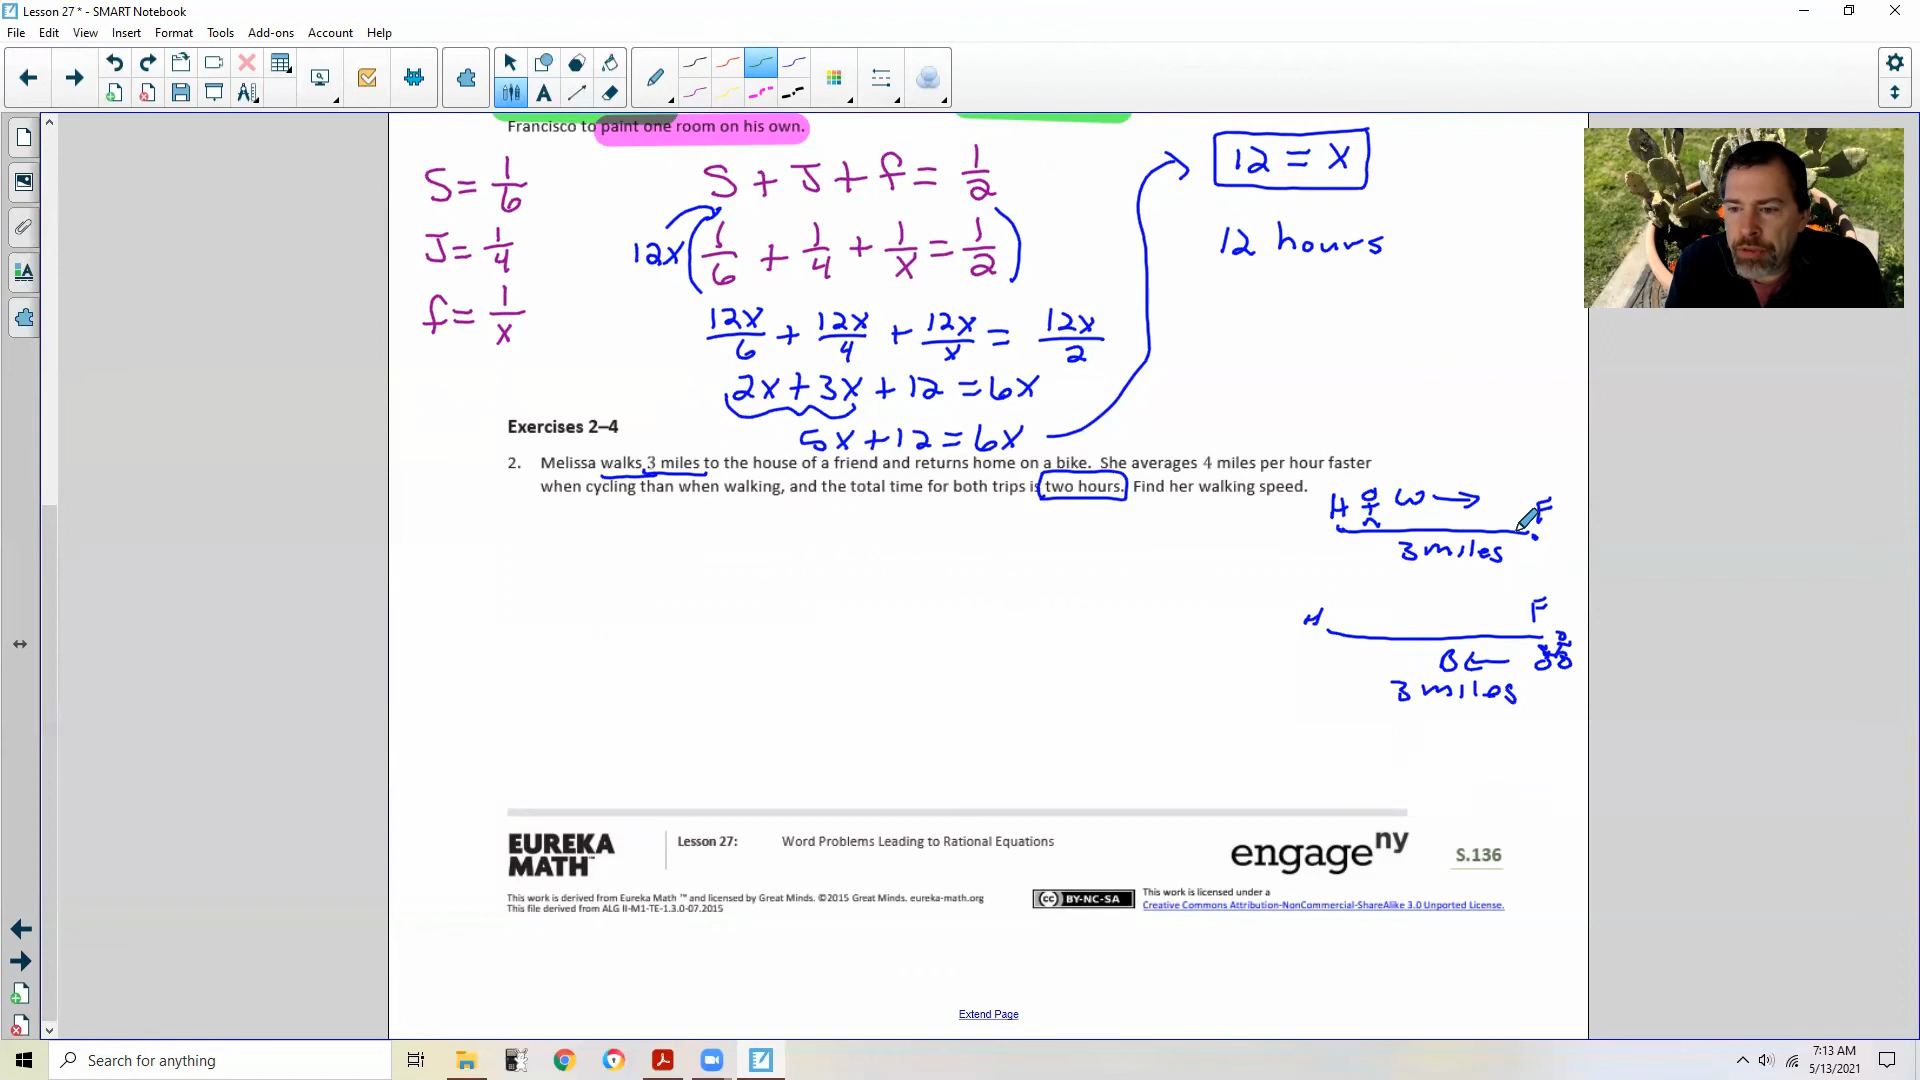 Lesson 27 * - SMART Notebook
File Edit View Insert Format Tools Add-ons Account Help
Francisco to paint one room on his own.
S = 1/6
J = 1/4
f = 1/x
S + J + f = 1/2
12x ( 1/6 + 1/4 + 1/x = 1/2 )
12x/6 + 12x/4 + 12x/x = 12x/2
2x + 3x + 12 = 6x
5x + 12 = 6x
12 = x
12 hours
Exercises 2–4
2. Melissa walks 3 miles to the house of a friend and returns home on a bike. She averages 4 miles per hour faster
when cycling than when walking, and the total time for both trips is two hours. Find her walking speed.
H W F
3 miles
H F
B
3 miles
EUREKA
MATH™
Lesson 27: Word Problems Leading to Rational Equations
engage ny
S.136
This work is derived from Eureka Math ™ and licensed by Great Minds. ©2015 Great Minds. eureka-math.org
This file derived from ALG II-M1-TE-1.3.0-07.2015
CC BY-NC-SA
This work is licensed under a
Creative Commons Attribution-NonCommercial-ShareAlike 3.0 Unported License.
Extend Page
Search for anything
7:13 AM
5/13/2021